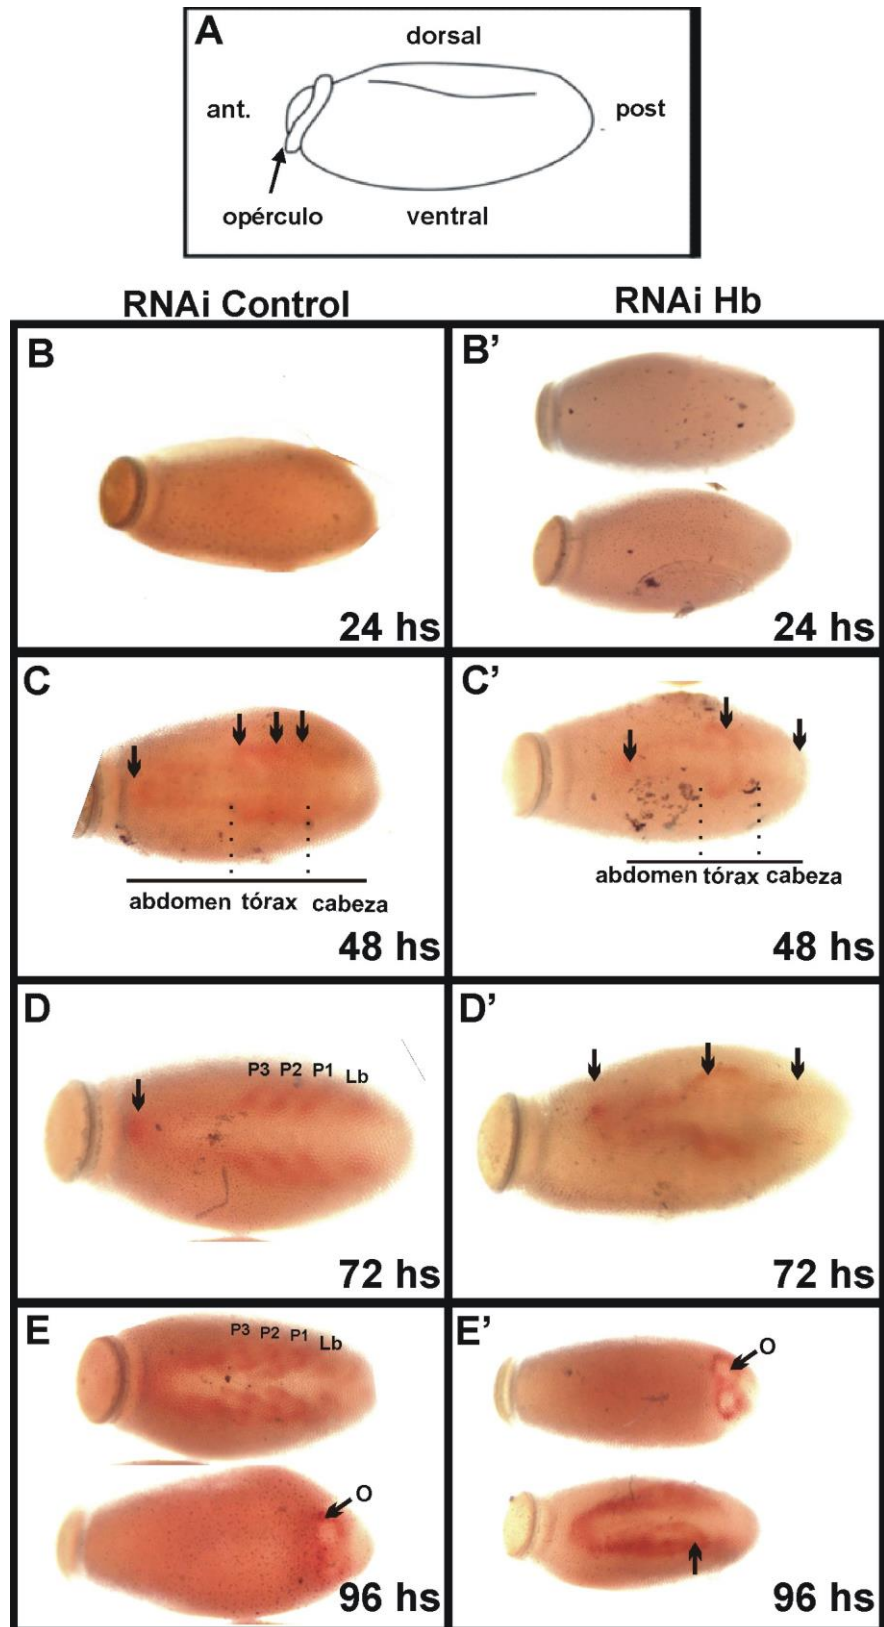 A
dorsal
ant.
post
opérculo
ventral
RNAi Control
RNAi Hb
B
24 hs
B'
24 hs
C
abdomen tórax cabeza
48 hs
C'
abdomen tórax cabeza
48 hs
D
P3 P2 P1 Lb
72 hs
D'
72 hs
E
P3 P2 P1 Lb
O
96 hs
E'
O
96 hs